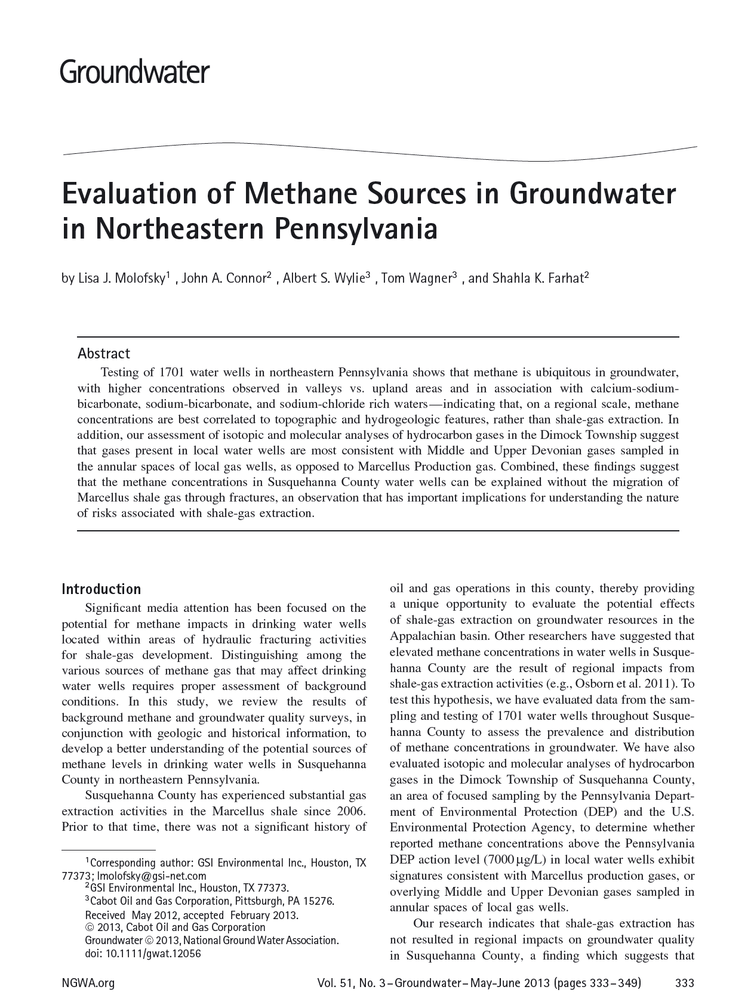 Groundwater
Evaluation of Methane Sources in Groundwater
in Northeastern Pennsylvania
by Lisa J. Molofsky1 , John A. Connor2 , Albert S. Wylie3 , Tom Wagner3 , and Shahla K. Farhat2
Abstract
Testing of 1701 water wells in northeastern Pennsylvania shows that methane is ubiquitous in groundwater,
with higher concentrations observed in valleys vs. upland areas and in association with calcium-sodium-
bicarbonate, sodium-bicarbonate, and sodium-chloride rich waters—indicating that, on a regional scale, methane
concentrations are best correlated to topographic and hydrogeologic features, rather than shale-gas extraction. In
addition, our assessment of isotopic and molecular analyses of hydrocarbon gases in the Dimock Township suggest
that gases present in local water wells are most consistent with Middle and Upper Devonian gases sampled in
the annular spaces of local gas wells, as opposed to Marcellus Production gas. Combined, these findings suggest
that the methane concentrations in Susquehanna County water wells can be explained without the migration of
Marcellus shale gas through fractures, an observation that has important implications for understanding the nature
of risks associated with shale-gas extraction.
Introduction
Significant media attention has been focused on the
potential for methane impacts in drinking water wells
located within areas of hydraulic fracturing activities
for shale-gas development. Distinguishing among the
various sources of methane gas that may affect drinking
water wells requires proper assessment of background
conditions. In this study, we review the results of
background methane and groundwater quality surveys, in
conjunction with geologic and historical information, to
develop a better understanding of the potential sources of
methane levels in drinking water wells in Susquehanna
County in northeastern Pennsylvania.
Susquehanna County has experienced substantial gas
extraction activities in the Marcellus shale since 2006.
Prior to that time, there was not a significant history of
1Corresponding author: GSI Environmental Inc., Houston, TX
77373; lmolofsky@gsi-net.com
2GSI Environmental Inc., Houston, TX 77373.
3Cabot Oil and Gas Corporation, Pittsburgh, PA 15276.
Received May 2012, accepted February 2013.
© 2013, Cabot Oil and Gas Corporation
Groundwater © 2013, National Ground Water Association.
doi: 10.1111/gwat.12056
oil and gas operations in this county, thereby providing
a unique opportunity to evaluate the potential effects
of shale-gas extraction on groundwater resources in the
Appalachian basin. Other researchers have suggested that
elevated methane concentrations in water wells in Susque-
hanna County are the result of regional impacts from
shale-gas extraction activities (e.g., Osborn et al. 2011). To
test this hypothesis, we have evaluated data from the sam-
pling and testing of 1701 water wells throughout Susque-
hanna County to assess the prevalence and distribution
of methane concentrations in groundwater. We have also
evaluated isotopic and molecular analyses of hydrocarbon
gases in the Dimock Township of Susquehanna County,
an area of focused sampling by the Pennsylvania Depart-
ment of Environmental Protection (DEP) and the U.S.
Environmental Protection Agency, to determine whether
reported methane concentrations above the Pennsylvania
DEP action level (7000 μg/L) in local water wells exhibit
signatures consistent with Marcellus production gases, or
overlying Middle and Upper Devonian gases sampled in
annular spaces of local gas wells.
Our research indicates that shale-gas extraction has
not resulted in regional impacts on groundwater quality
in Susquehanna County, a finding which suggests that
NGWA.org
Vol. 51, No. 3–Groundwater–May-June 2013 (pages 333–349)
333